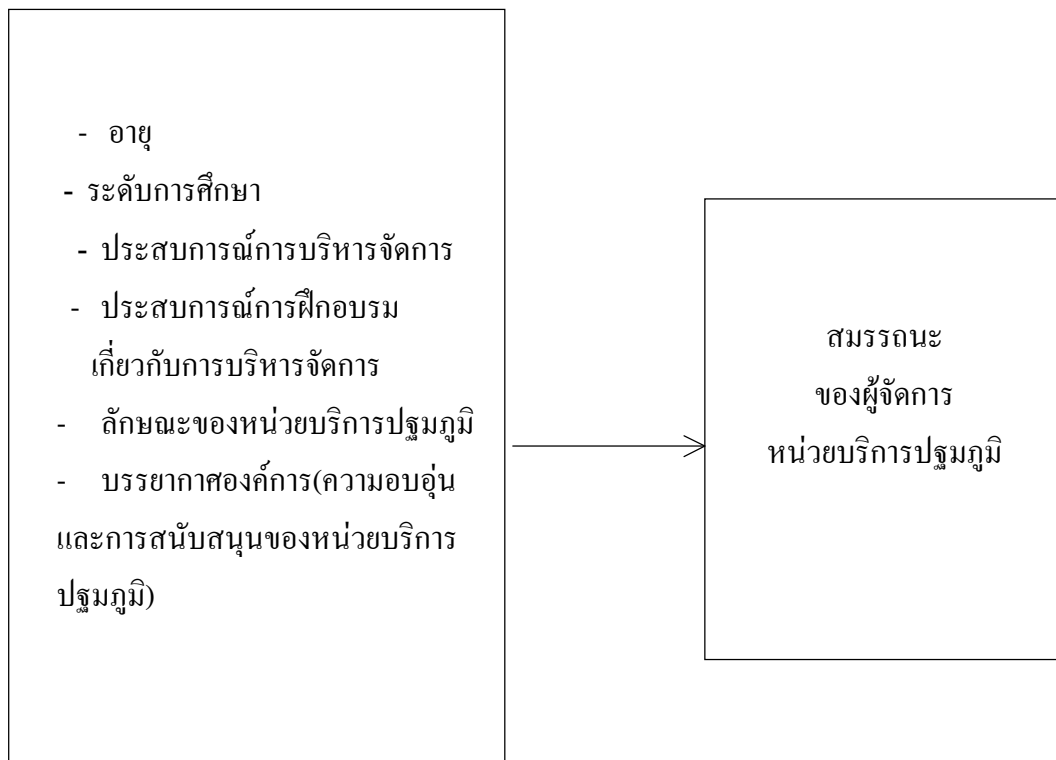 - อายุ
- ระดับการศึกษา
- ประสบการณ์การบริหารจัดการ
- ประสบการณ์การฝึกอบรม
เกี่ยวกับการบริหารจัดการ
- ลักษณะของหน่วยบริการปฐมภูมิ
- บรรยากาศองค์การ(ความอบอุ่น
และการสนับสนุนของหน่วยบริการ
ปฐมภูมิ)
สมรรถนะ
ของผู้จัดการ
หน่วยบริการปฐมภูมิ